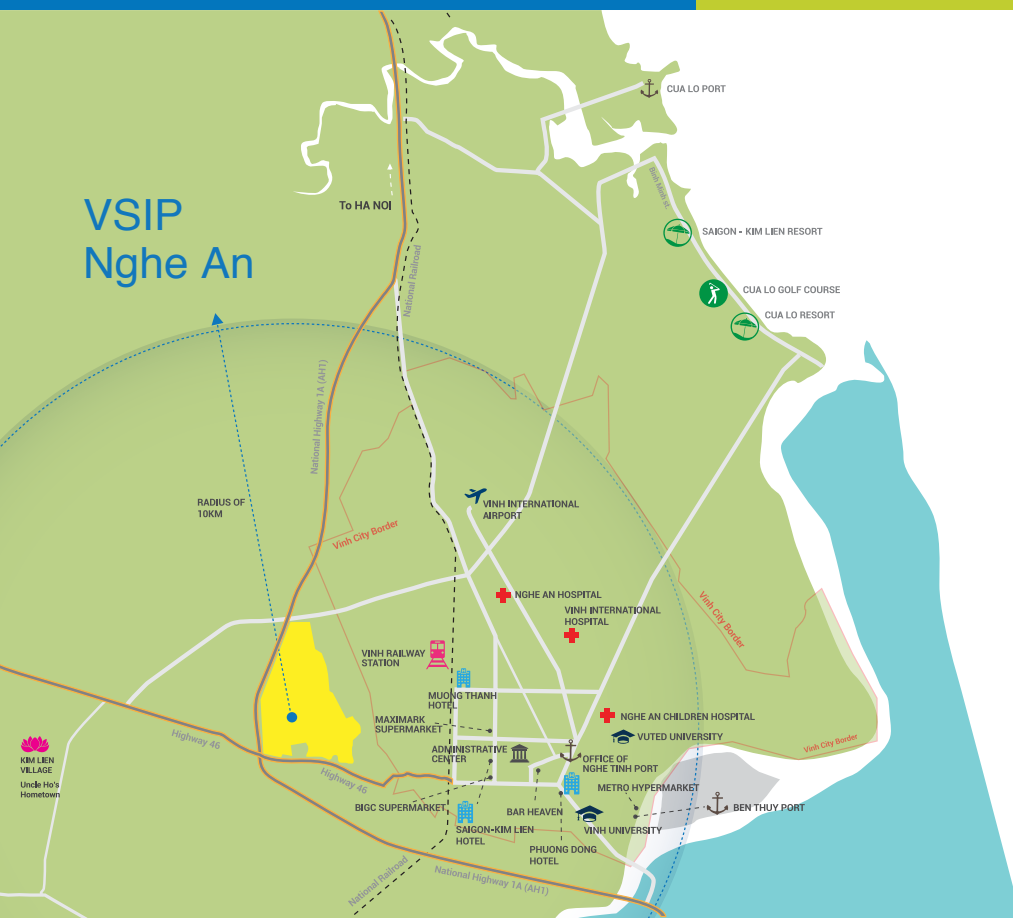 CUA LO PORT
To HA NOI
Binh Minh st.
VSIP
Nghe An
SAIGON - KIM LIEN RESORT
National Railroad
CUA LO GOLF COURSE
CUA LO RESORT
National Highway 1A (AH1)
RADIUS OF
10KM
VINH INTERNATIONAL
AIRPORT
Vinh City Border
NGHE AN HOSPITAL
VINH INTERNATIONAL
HOSPITAL
Vinh City Border
VINH RAILWAY
STATION
MUONG THANH
HOTEL
NGHE AN CHILDREN HOSPITAL
MAXIMARK
SUPERMARKET
VUTED UNIVERSITY
Highway 46
Vinh City Border
ADMINISTRATIVE
CENTER
OFFICE OF
NGHE TINH PORT
KIM LIEN
VILLAGE
Uncle Ho's
Hometown
Highway 46
METRO HYPERMARKET
BIGC SUPERMARKET
BAR HEAVEN
BEN THUY PORT
SAIGON-KIM LIEN
HOTEL
VINH UNIVERSITY
PHUONG DONG
HOTEL
National Railroad
National Highway 1A (AH1)